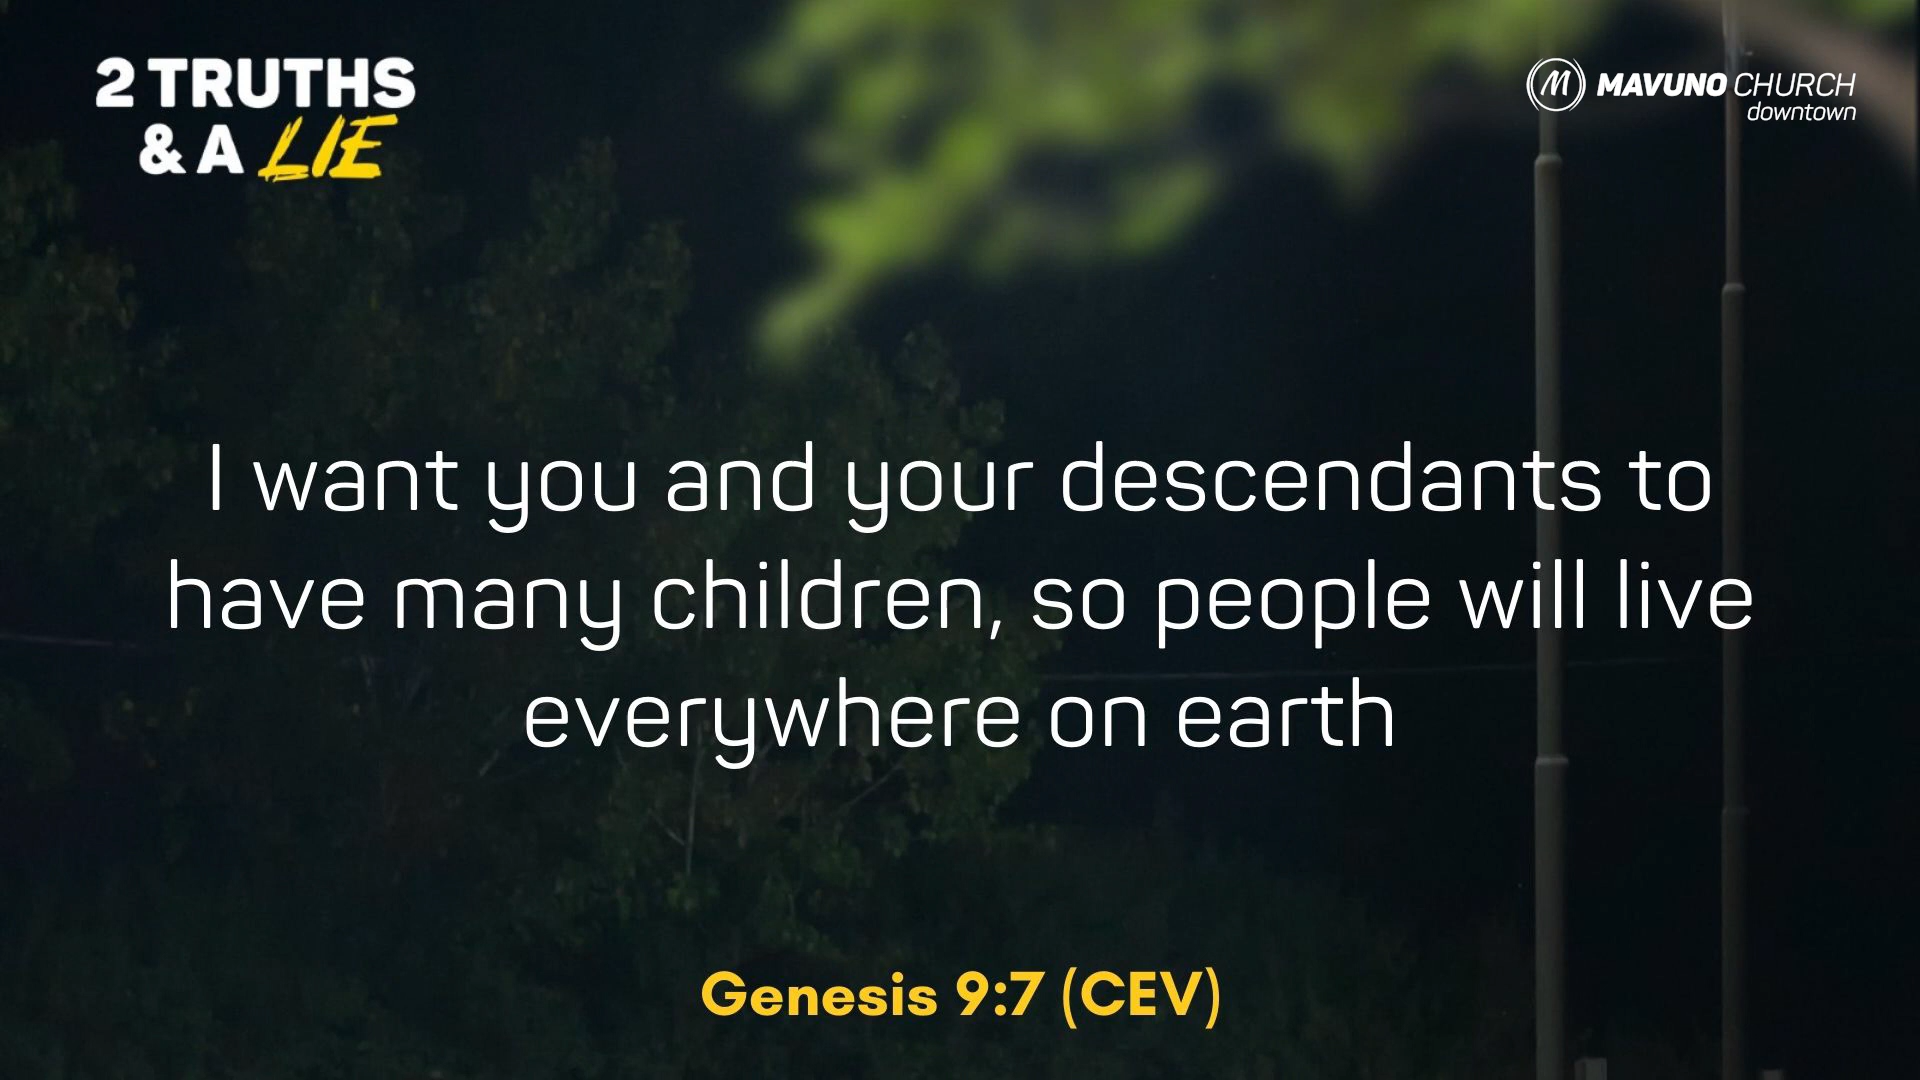 2 TRUTHS
& A LIE
MAVUNO CHURCH
downtown
I want you and your descendants to
have many children, so people will live
everywhere on earth
Genesis 9:7 (CEV)